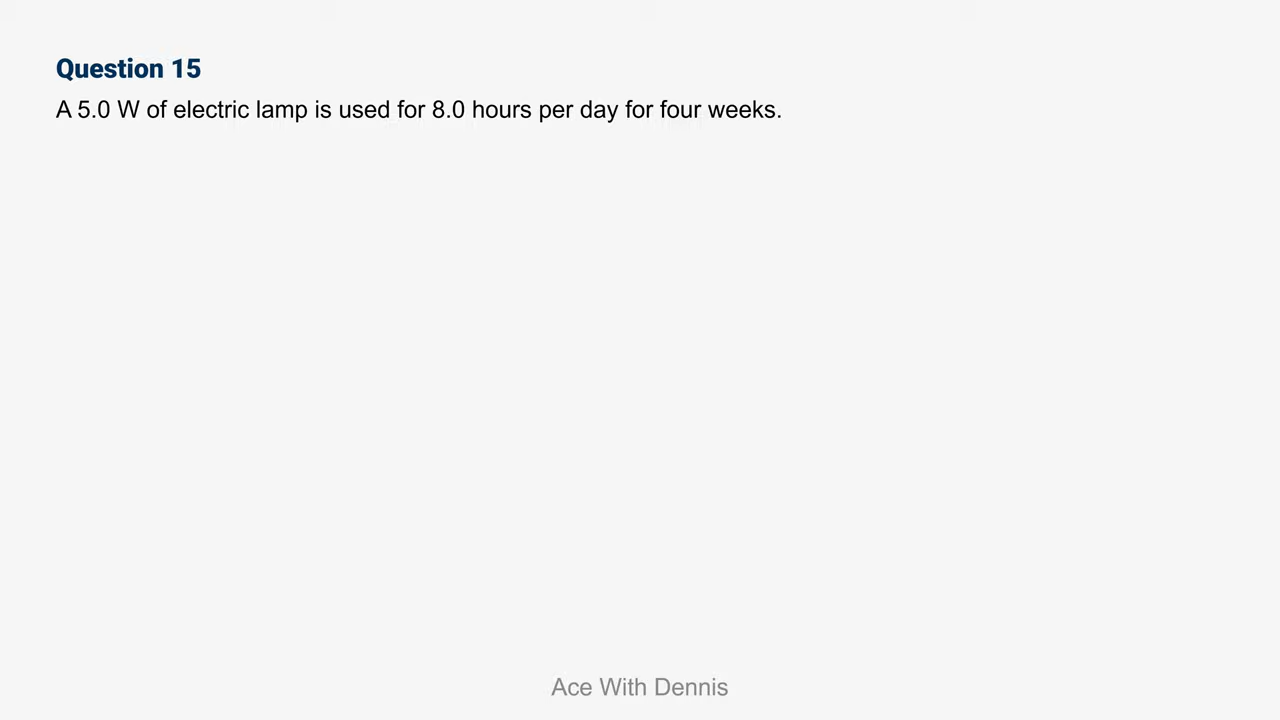 Question 15
A 5.0 W of electric lamp is used for 8.0 hours per day for four weeks.
Ace With Dennis